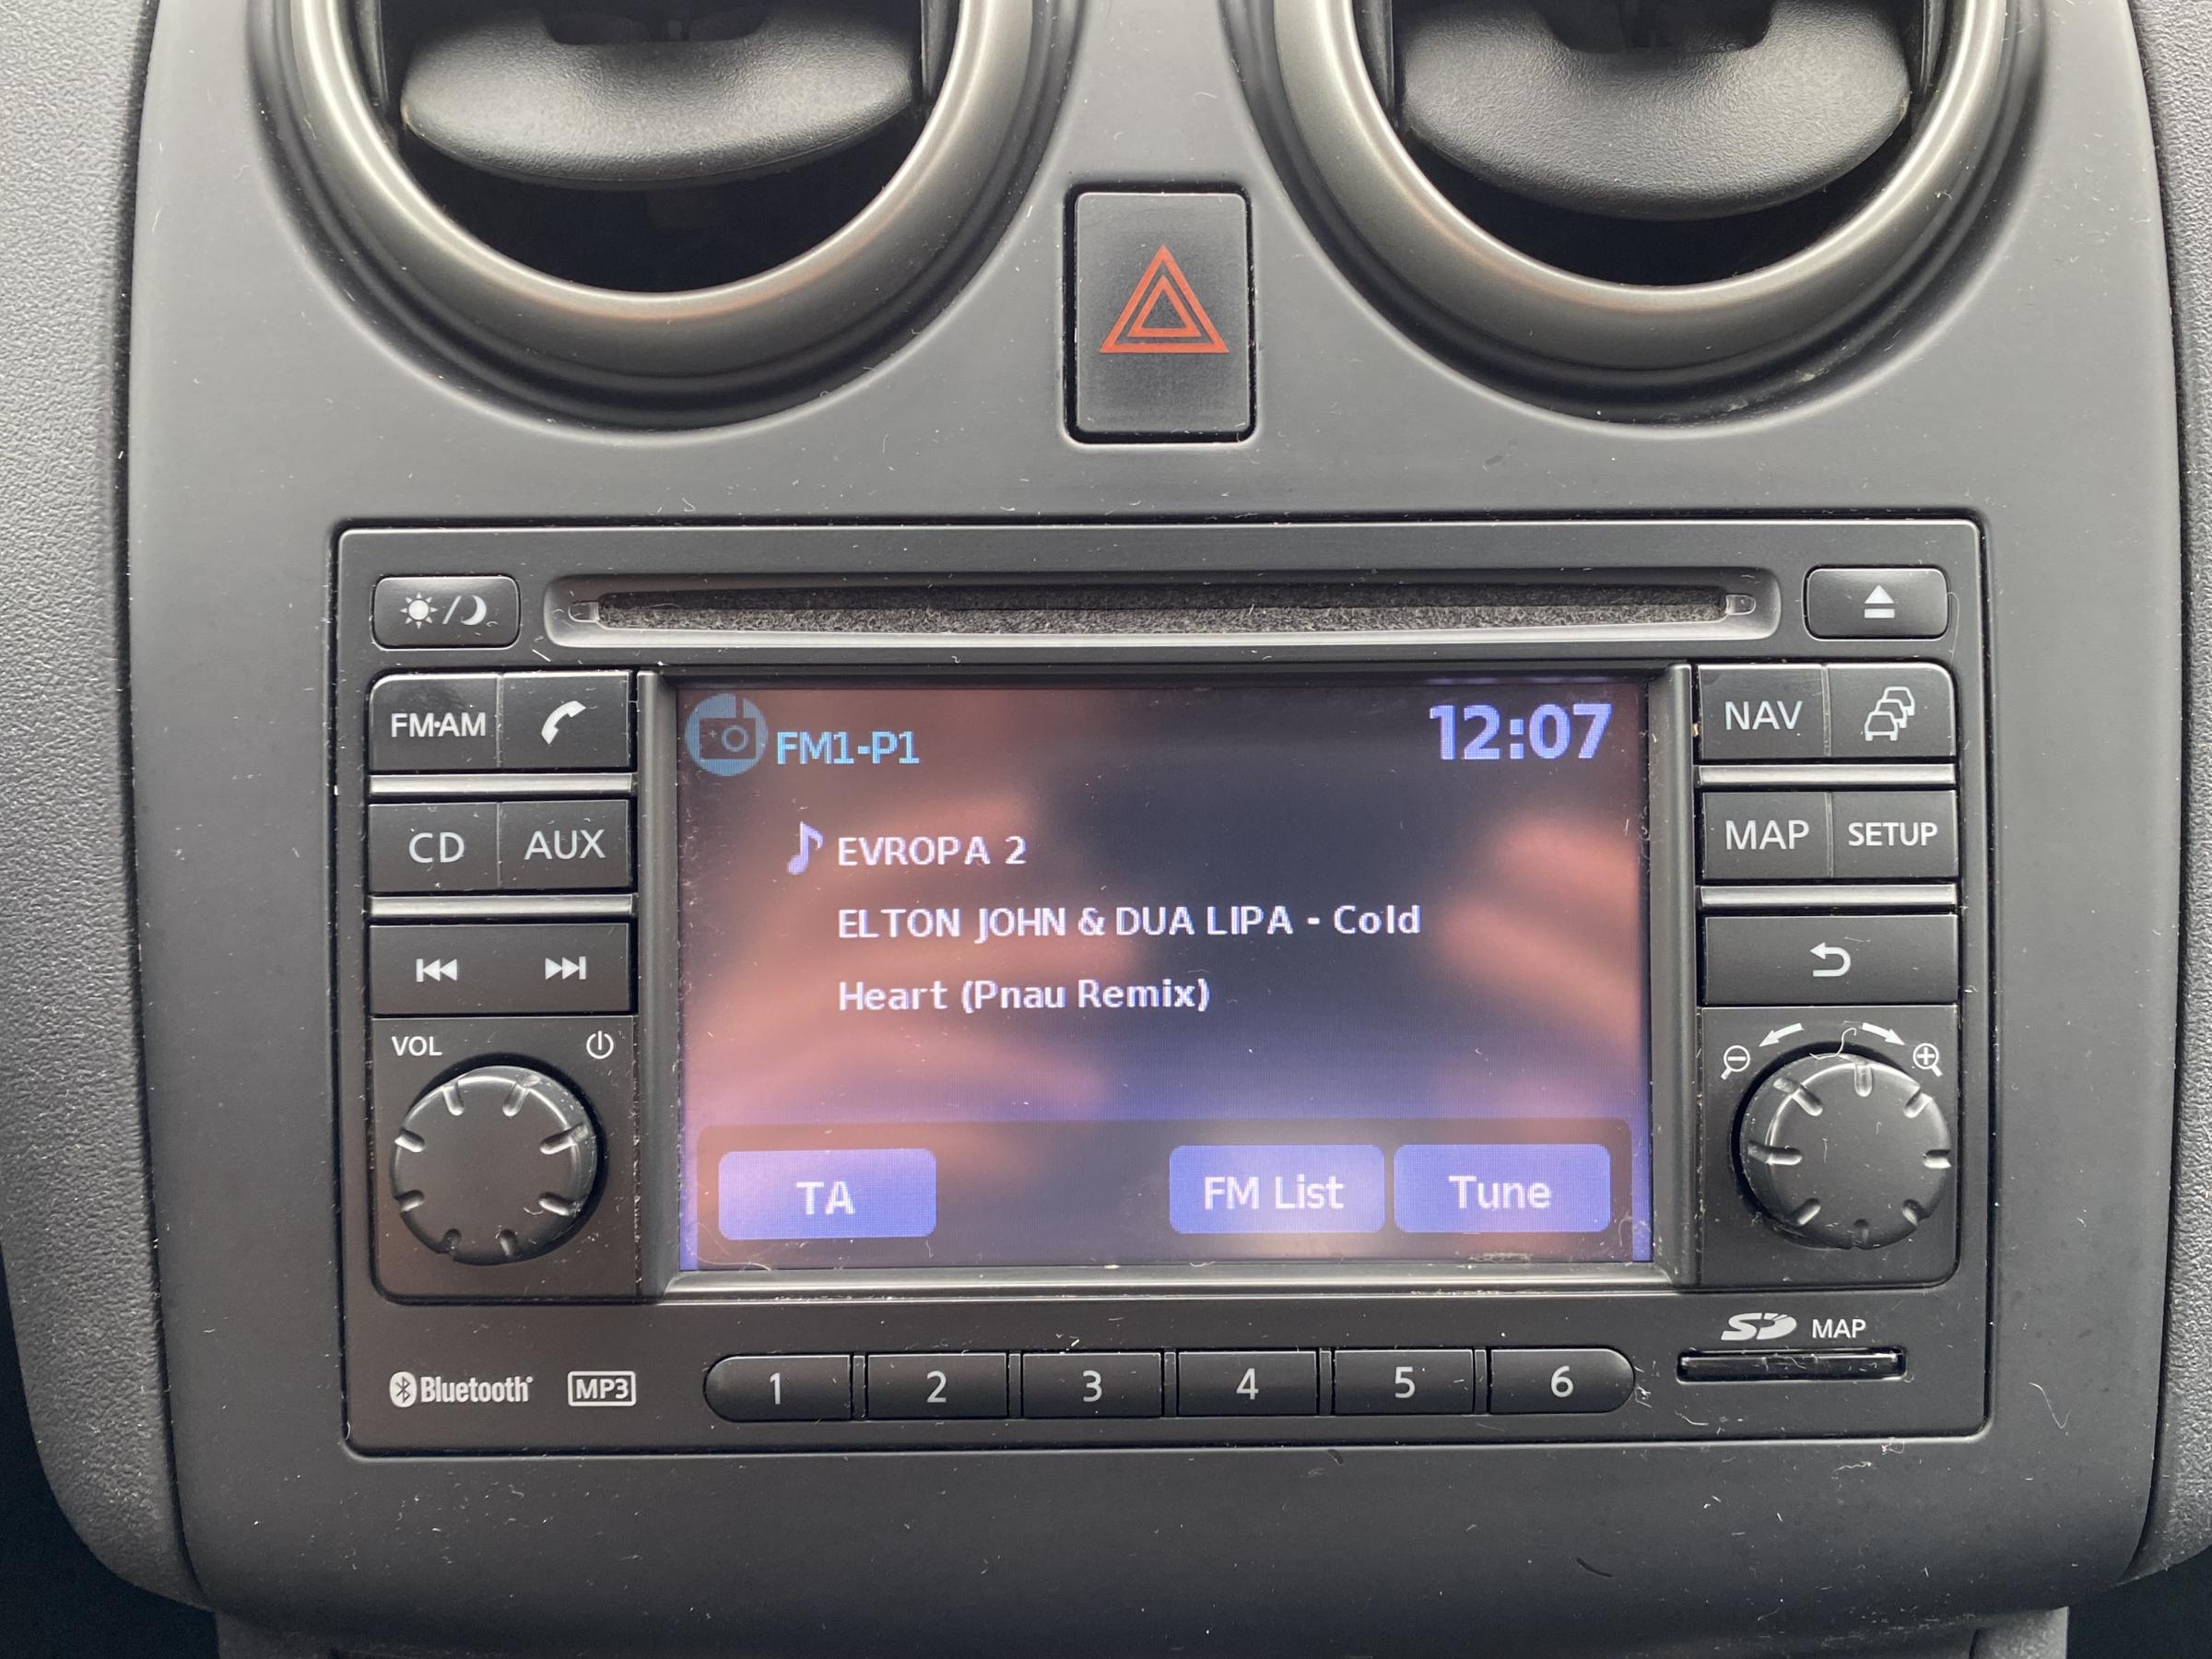 FM·AM
NAV
FM1-P1
12:07
CD
AUX
EVROPA 2
MAP
SETUP
ELTON JOHN & DUA LIPA - Cold
Heart (Pnau Remix)
VOL
TA
FM List
Tune
Bluetooth
MP3
1
2
3
4
5
6
SD
MAP